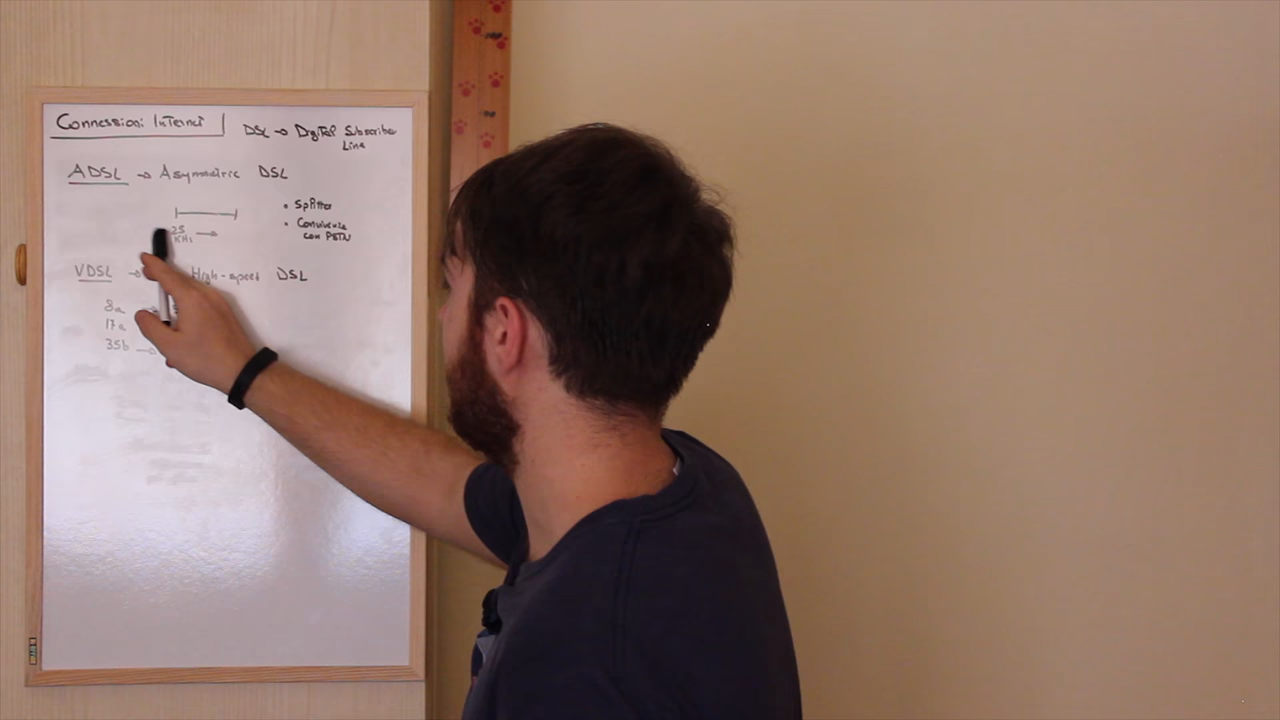 Connessioni Internet
DSL → Digital Subscriber
Line
ADSL → Asymmetric DSL
• Splitter
• Convivenza
con PSTN
25
KHz →
VDSL → High-speed DSL
8a →
17a
35b →